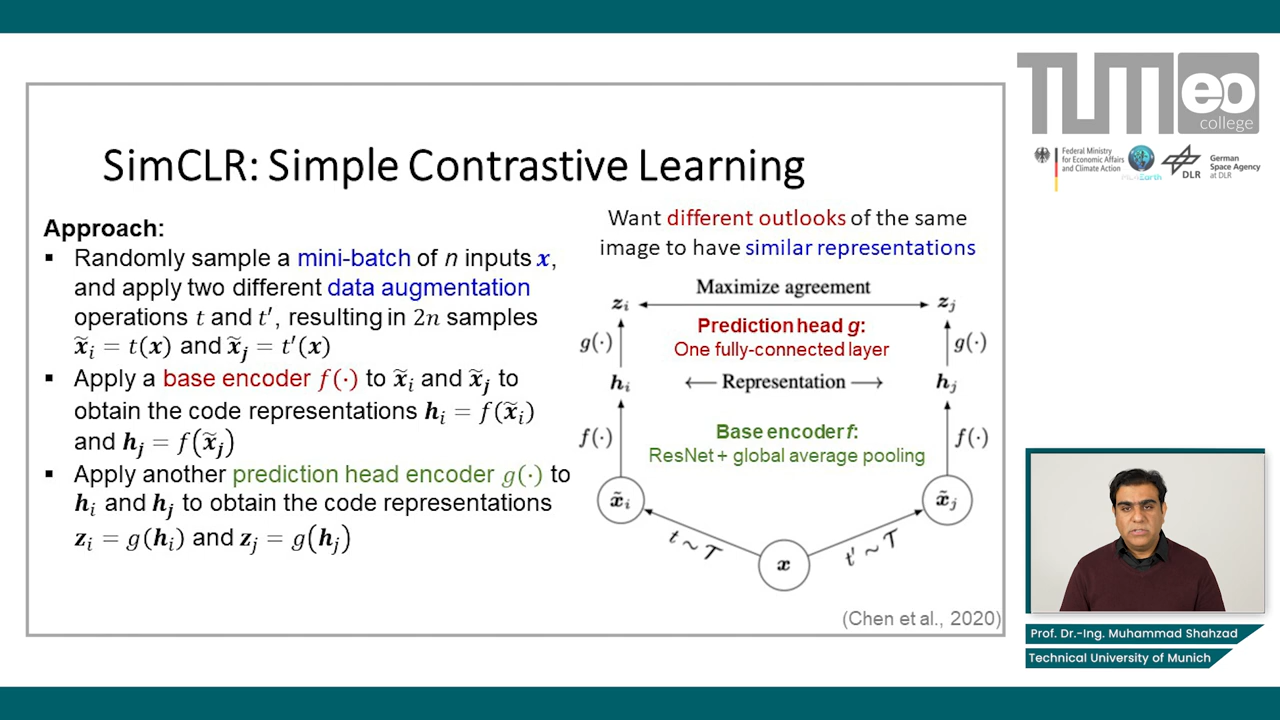 TUM eo
college
Federal Ministry
for Economic Affairs
and Climate Action
ML4Earth
DLR
German
Space Agency
at DLR
SimCLR: Simple Contrastive Learning
Approach:
▪ Randomly sample a mini-batch of n inputs x,
and apply two different data augmentation
operations t and t′, resulting in 2n samples
x̃ᵢ = t(x) and x̃ⱼ = t′(x)
▪ Apply a base encoder f(·) to x̃ᵢ and x̃ⱼ to
obtain the code representations hᵢ = f(x̃ᵢ)
and hⱼ = f(x̃ⱼ)
▪ Apply another prediction head encoder g(·) to
hᵢ and hⱼ to obtain the code representations
zᵢ = g(hᵢ) and zⱼ = g(hⱼ)
Want different outlooks of the same
image to have similar representations
Maximize agreement
zᵢ zⱼ
Prediction head g:
g(·) g(·)
One fully-connected layer
hᵢ ← Representation → hⱼ
Base encoder f:
f(·) f(·)
ResNet + global average pooling
x̃ᵢ x̃ⱼ
t ~ T t′ ~ T
x
(Chen et al., 2020)
Prof. Dr.-Ing. Muhammad Shahzad
Technical University of Munich